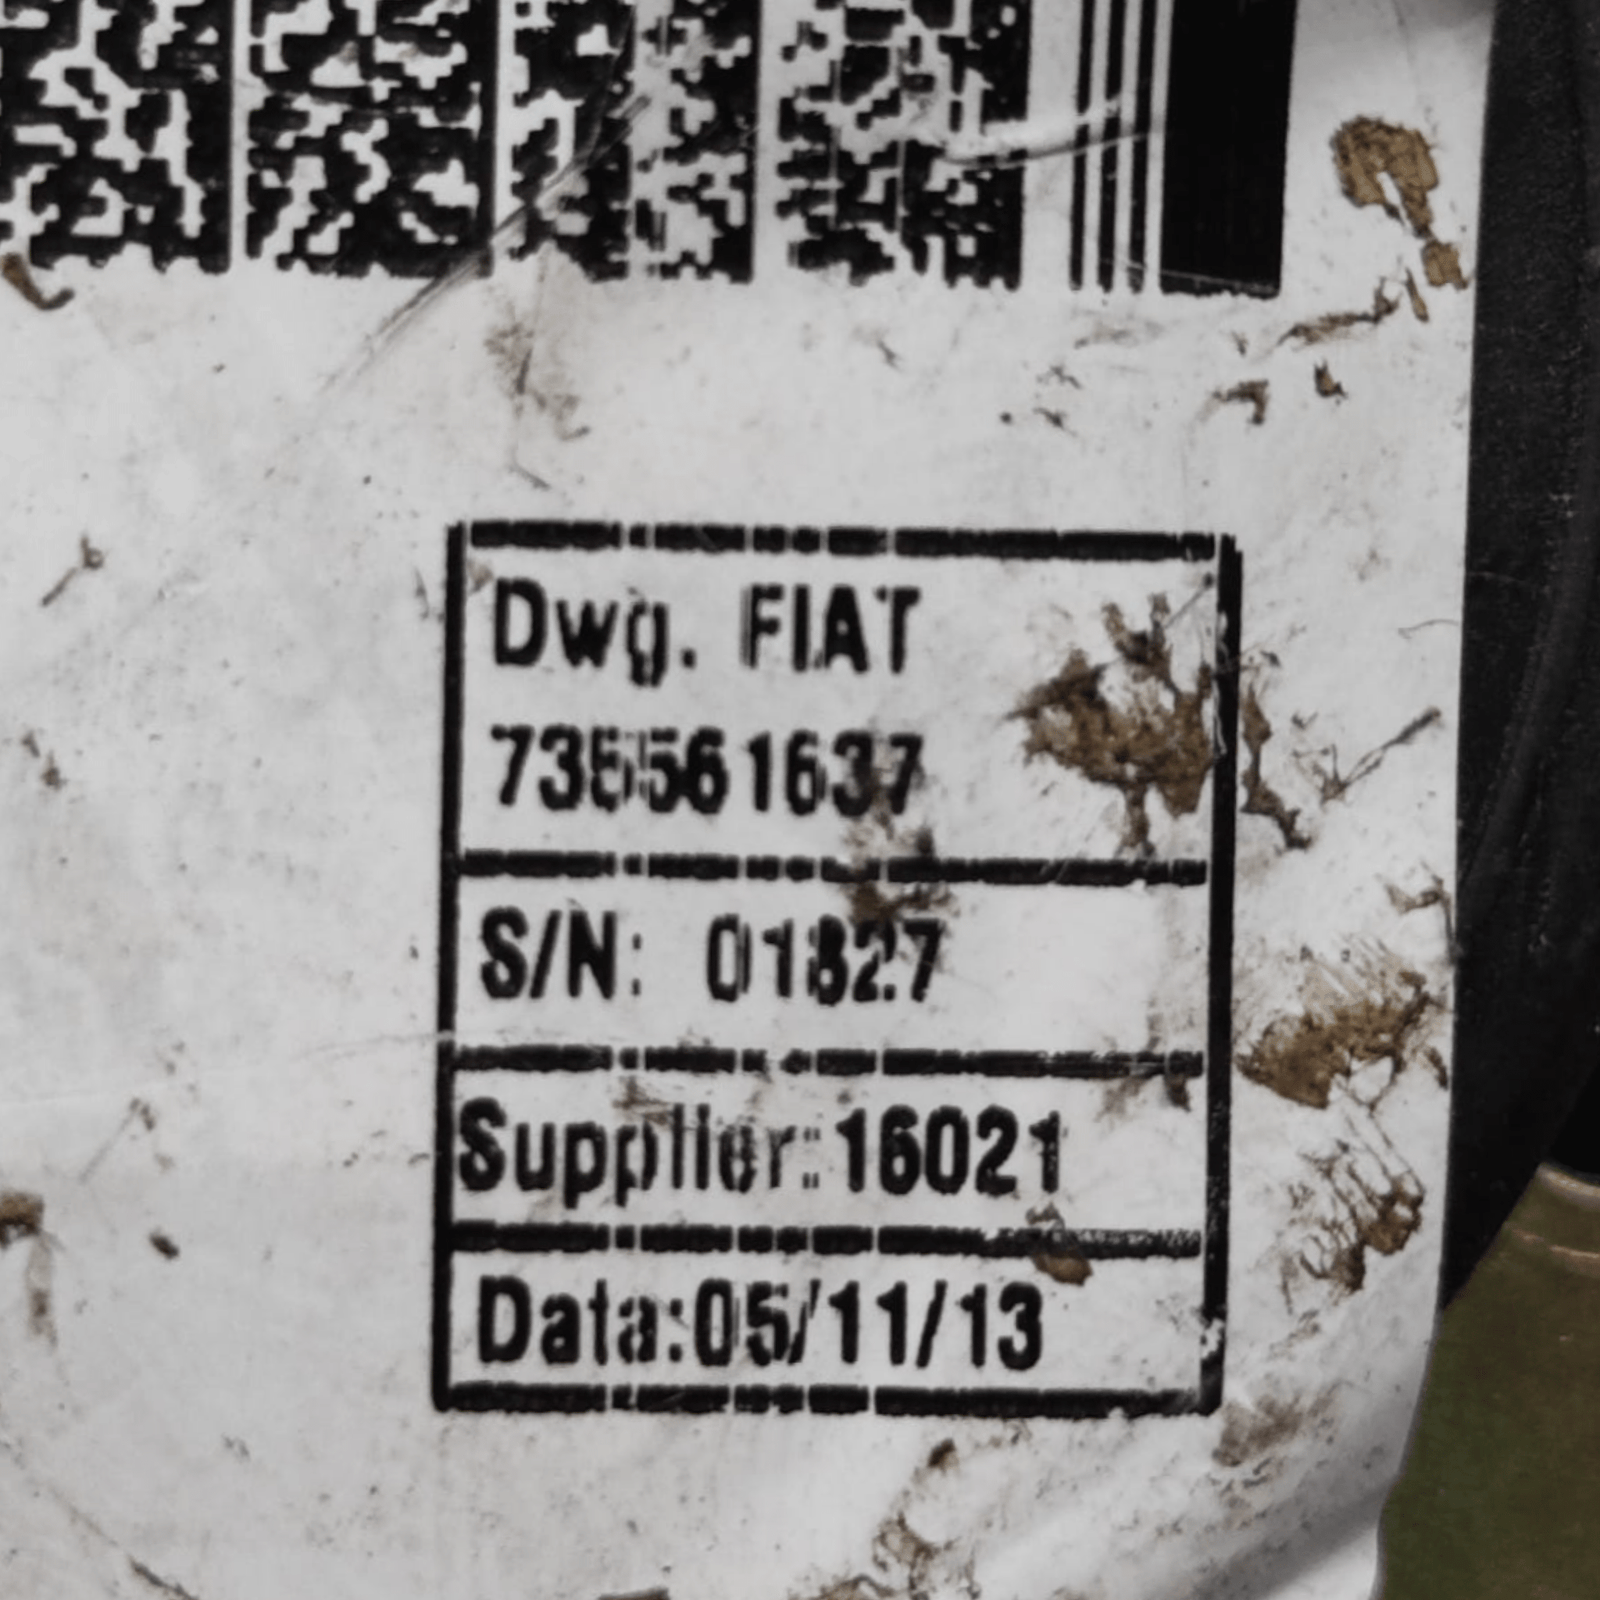 Dwg. FIAT
735561637
S/N: 01827
Supplier:16021
Data:05/11/13